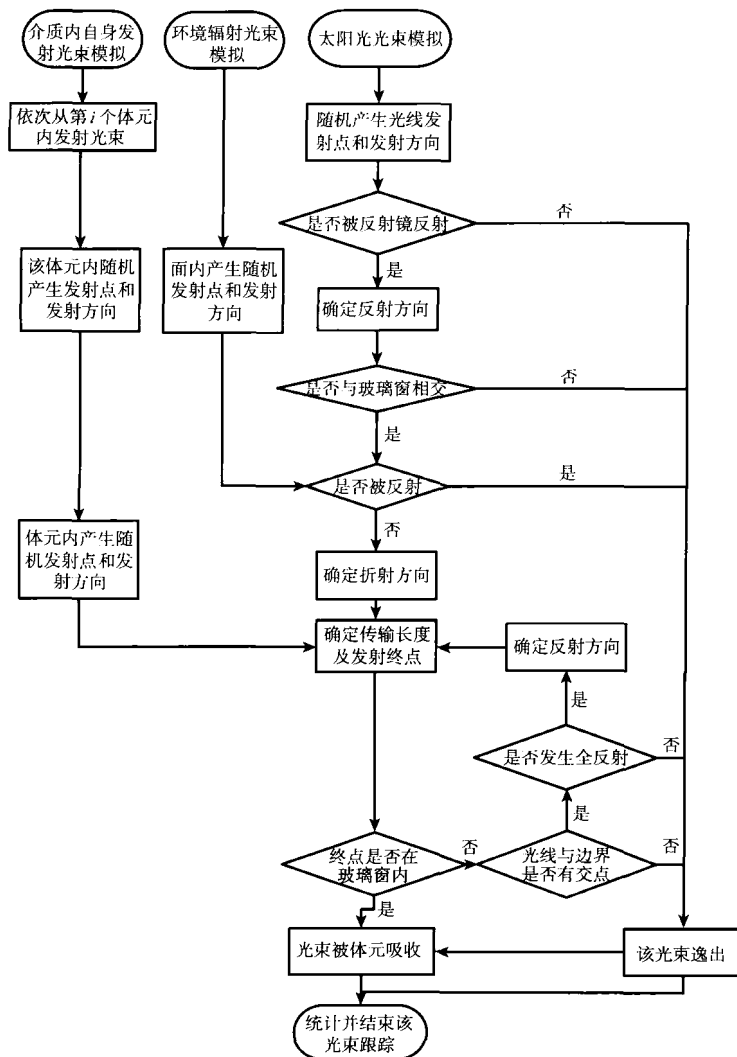 介质内自身发
射光束模拟
环境辐射光束
模拟
太阳光光束模拟
依次从第i个体元
内发射光束
随机产生光线发
射点和发射方向
是否被反射镜反射
否
是
该体元内随机
产生发射点和
发射方向
面内产生随机
发射点和发射
方向
确定反射方向
是否与玻璃窗相交
否
是
是否被反射
是
否
体元内产生随
机发射点和发
射方向
确定折射方向
确定传输长度
及发射终点
确定反射方向
是
是否发生全反射
否
是
终点是否在
玻璃窗内
否
光线与边界
是否有交点
否
是
光束被体元吸收
该光束逸出
统计并结束该
光束跟踪